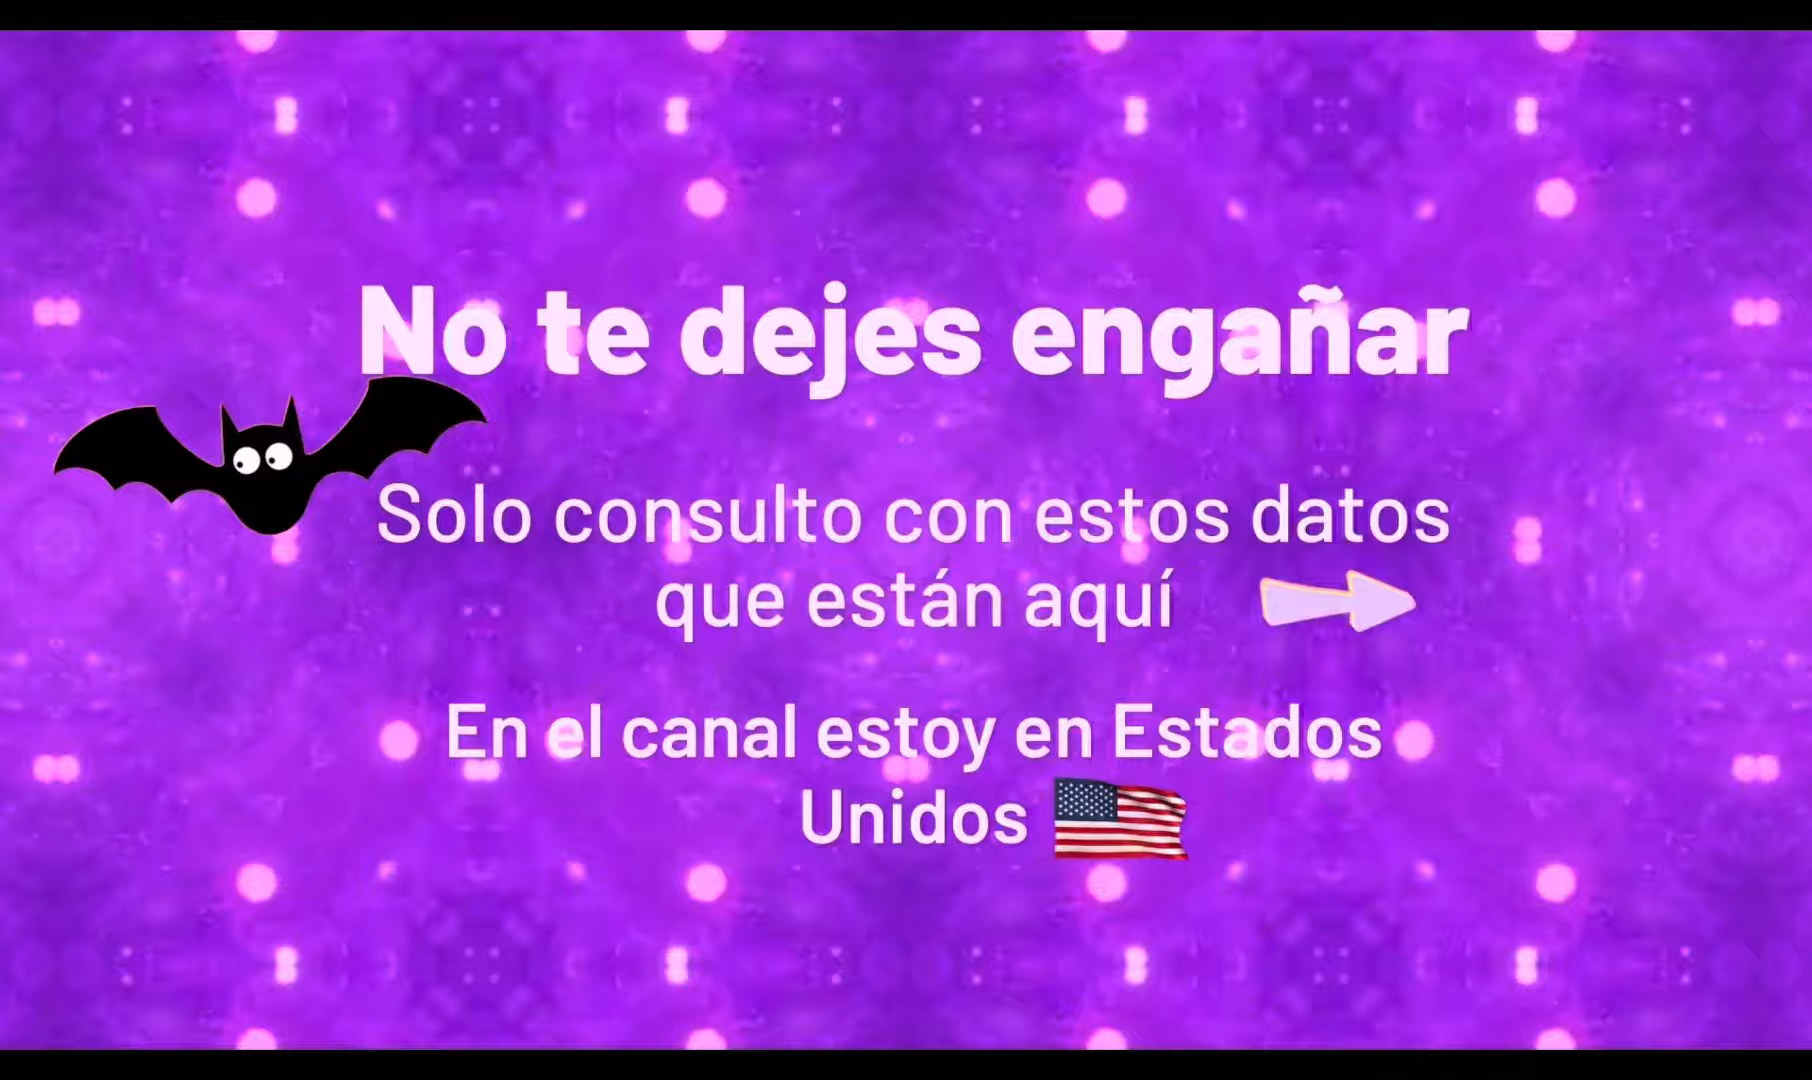 No te dejes engañar
Solo consulto con estos datos
que están aquí
En el canal estoy en Estados
Unidos